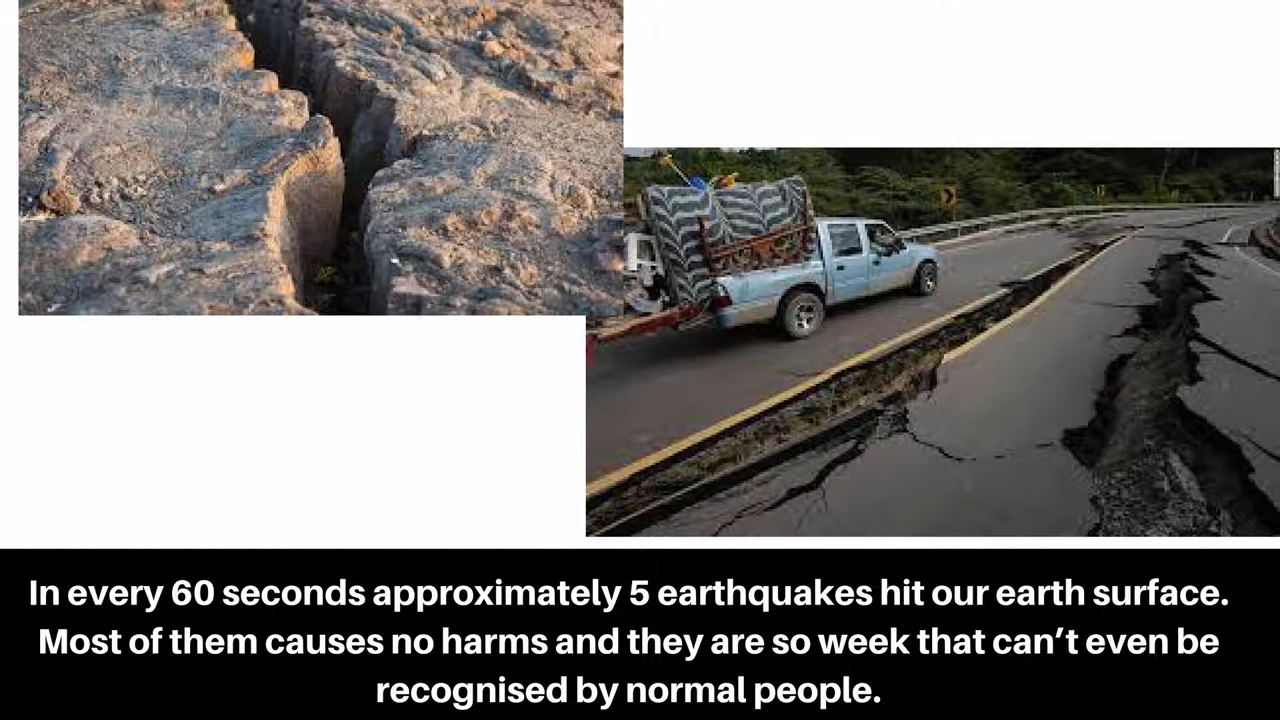 In every 60 seconds approximately 5 earthquakes hit our earth surface.
Most of them causes no harms and they are so week that can't even be
recognised by normal people.